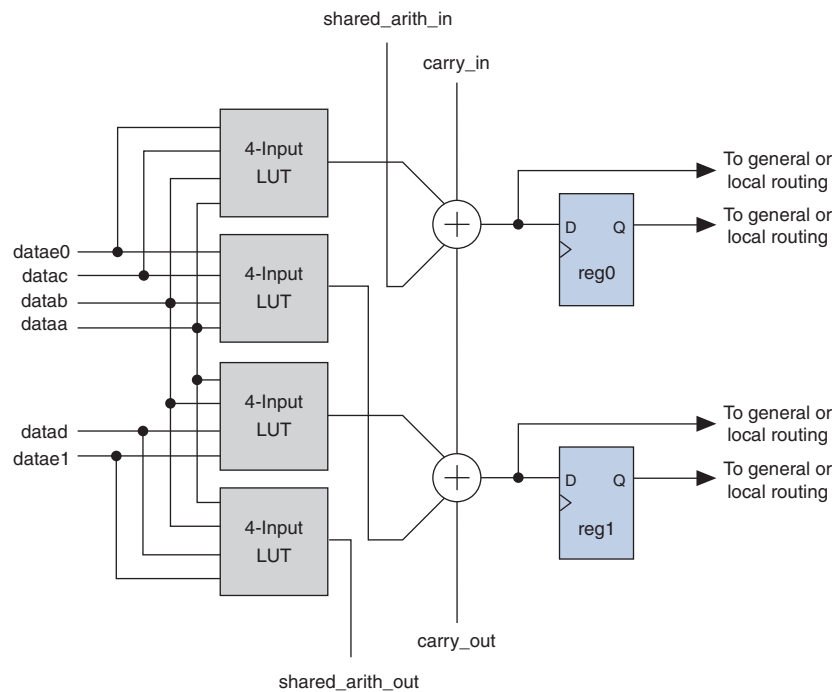 shared_arith_in
carry_in
4-Input
LUT
To general or
local routing
D Q
reg0
To general or
local routing
datae0
datac
datab
dataa
4-Input
LUT
4-Input
LUT
To general or
local routing
datad
datae1
D Q
reg1
To general or
local routing
4-Input
LUT
carry_out
shared_arith_out